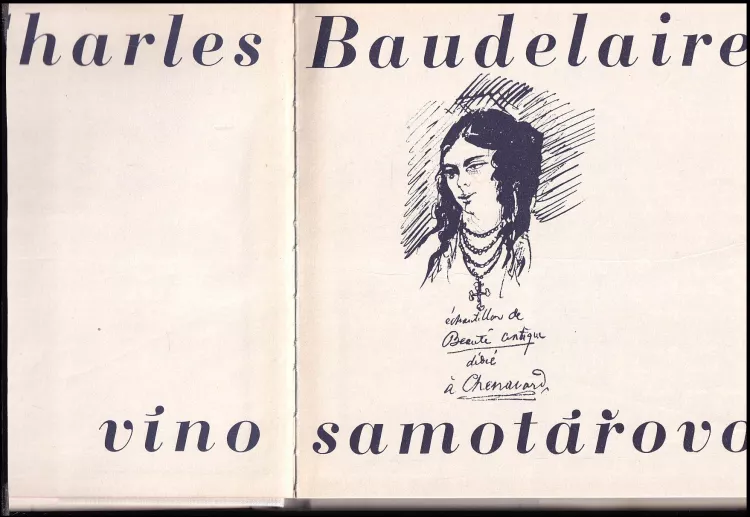 harles Baudelaire
échantillon de
Beauté antique
dédié
à Chenavard
víno samotářovo